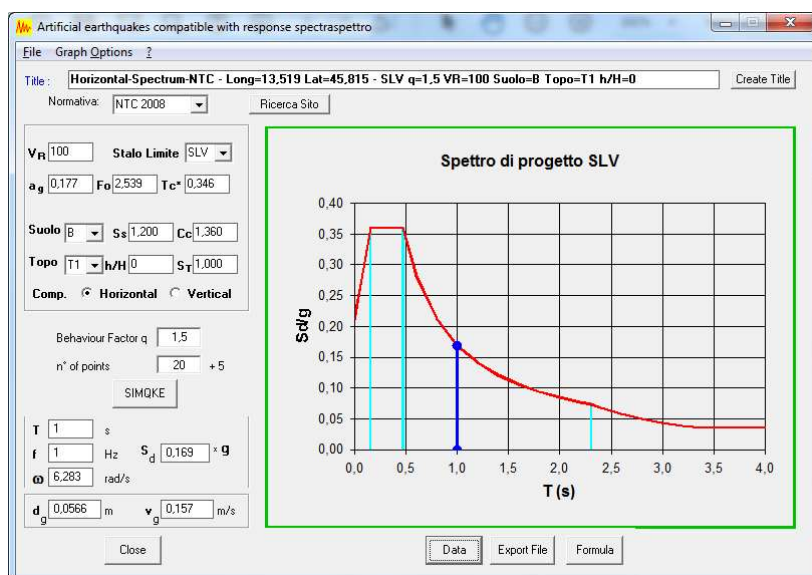 Artificial earthquakes compatible with response spectraspettro
File Graph Options ?
Title : Horizontal-Spectrum-NTC - Long=13,519 Lat=45,815 - SLV q=1,5 VR=100 Suolo=B Topo=T1 h/H=0 Create Title
Normativa: NTC 2008 Ricerca Sito
VR 100 Stalo Limite SLV
ag 0,177 Fo 2,539 Tc* 0,346
Suolo B Ss 1,200 Cc 1,360
Topo T1 h/H 0 ST 1,000
Comp. Horizontal Vertical
Behaviour Factor q 1,5
n° of points 20 + 5
SIMQKE
T 1 s
f 1 Hz Sd 0,169 * g
ω 6,283 rad/s
dg 0,0566 m vg 0,157 m/s
Close
Spettro di progetto SLV
0,40
0,35
0,30
0,25
0,20
0,15
0,10
0,05
0,00
Sd/g
0,0 0,5 1,0 1,5 2,0 2,5 3,0 3,5 4,0
T (s)
Data Export File Formula